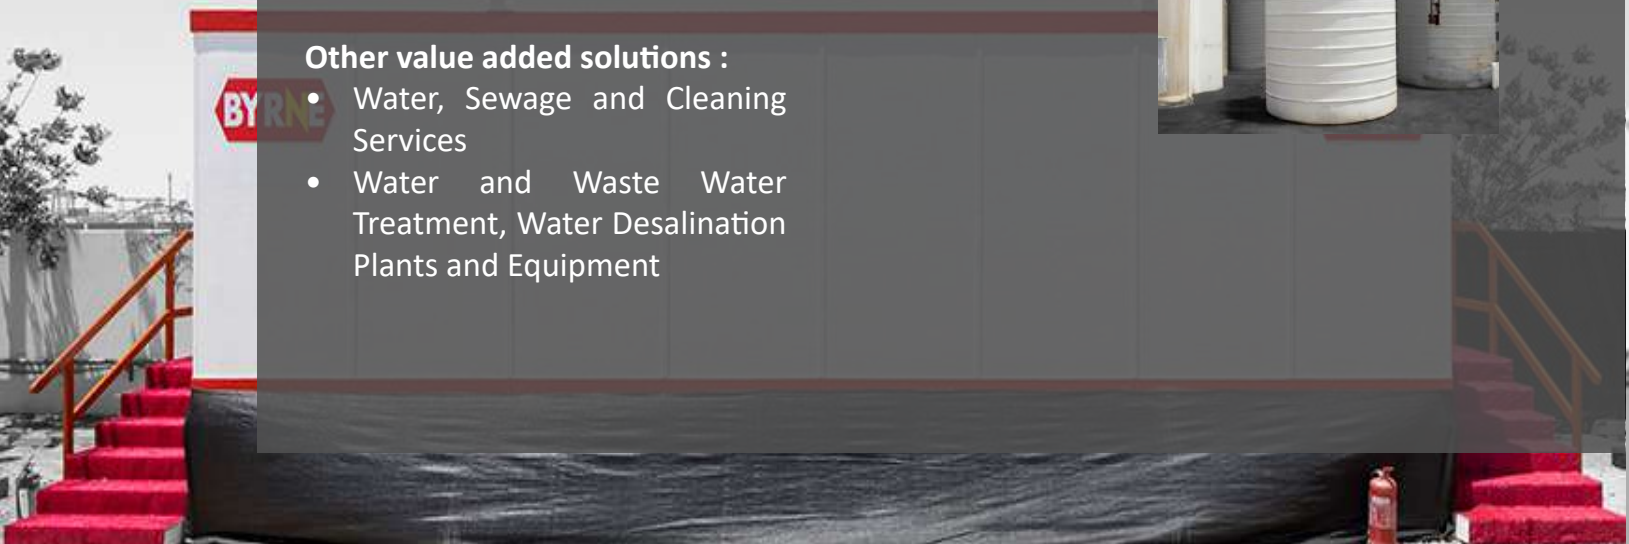 Other value added solutions :
BYRNE
• Water, Sewage and Cleaning
Services
• Water and Waste Water
Treatment, Water Desalination
Plants and Equipment